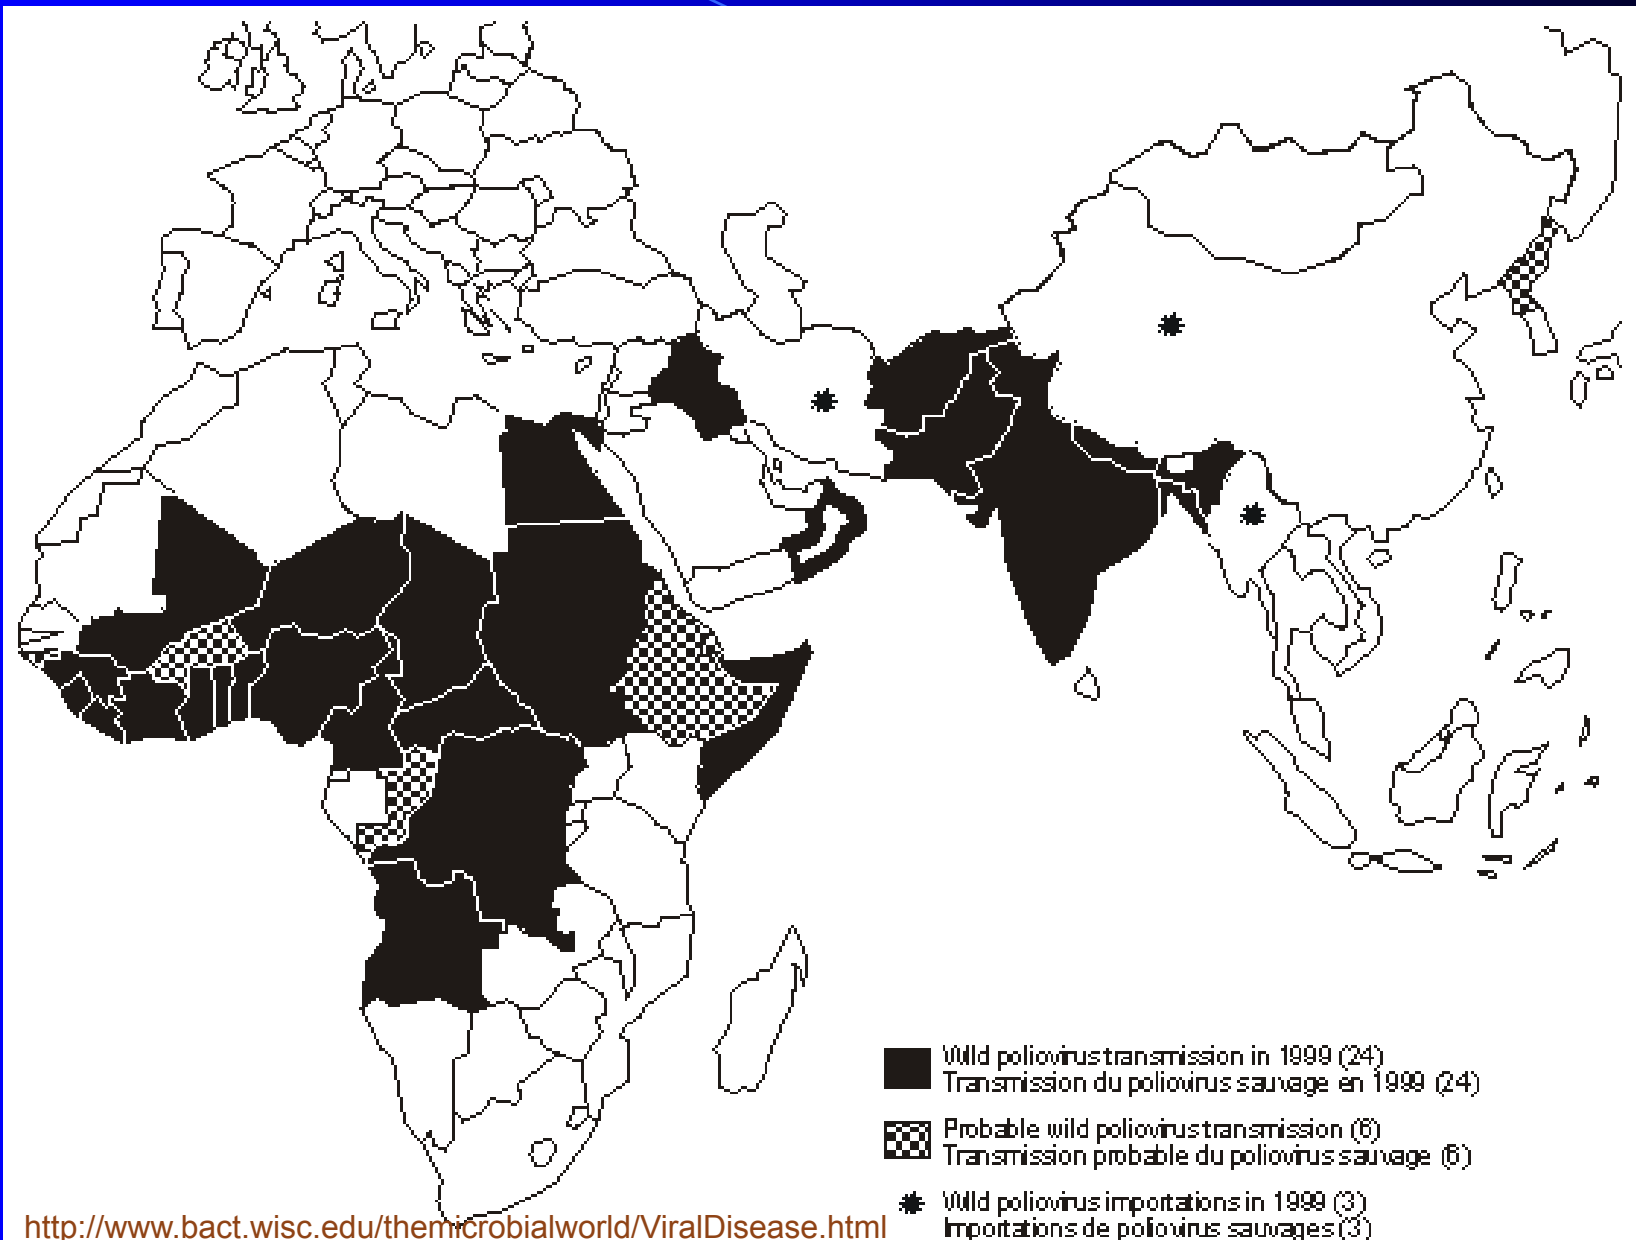 Wild poliovirus transmission in 1999 (24)
Transmission du poliovirus sauvage en 1999 (24)
Probable wild poliovirus transmission (6)
Transmission probable du poliovirus sauvage (6)
Wild poliovirus importations in 1999 (3)
Importations de poliovirus sauvages (3)
http://www.bact.wisc.edu/themicrobialworld/ViralDisease.html